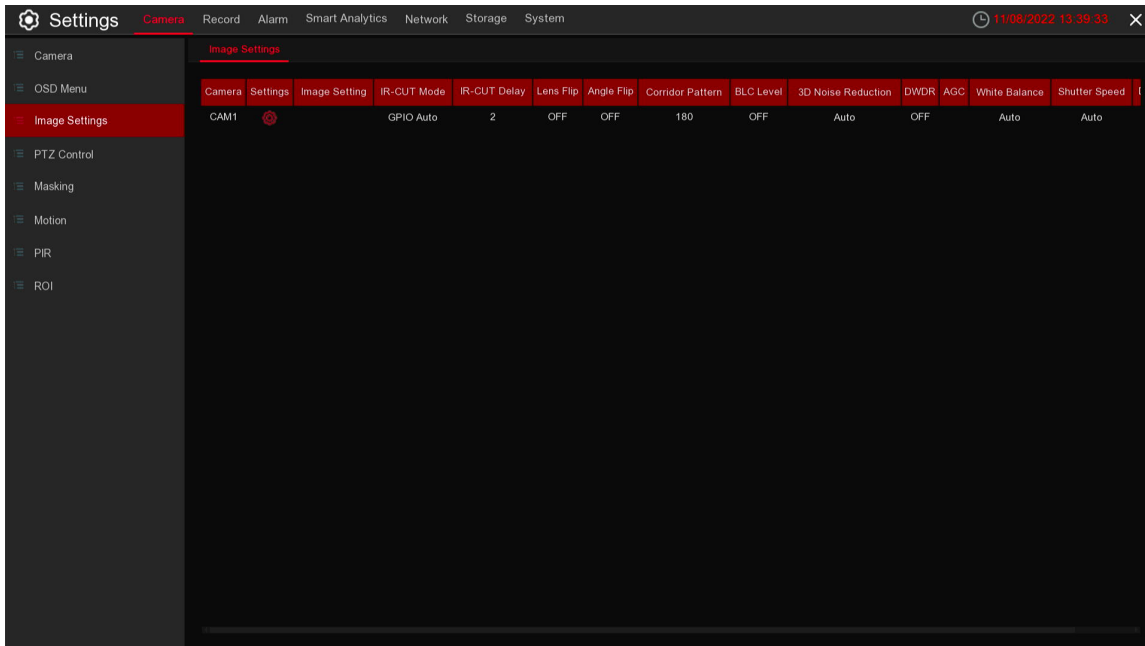 Settings Camera Record Alarm Smart Analytics Network Storage System 11/08/2022 13:39:33
Camera
OSD Menu
Image Settings
PTZ Control
Masking
Motion
PIR
ROI
Image Settings
Camera Settings Image Setting IR-CUT Mode IR-CUT Delay Lens Flip Angle Flip Corridor Pattern BLC Level 3D Noise Reduction DWDR AGC White Balance Shutter Speed
CAM1 GPIO Auto 2 OFF OFF 180 OFF Auto OFF Auto Auto